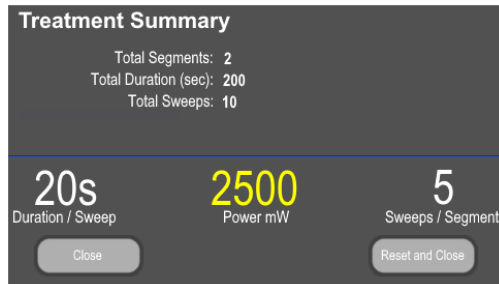 Treatment Summary
Total Segments: 2
Total Duration (sec): 200
Total Sweeps: 10
20s 2500 5
Duration / Sweep Power mW Sweeps / Segment
Close Reset and Close